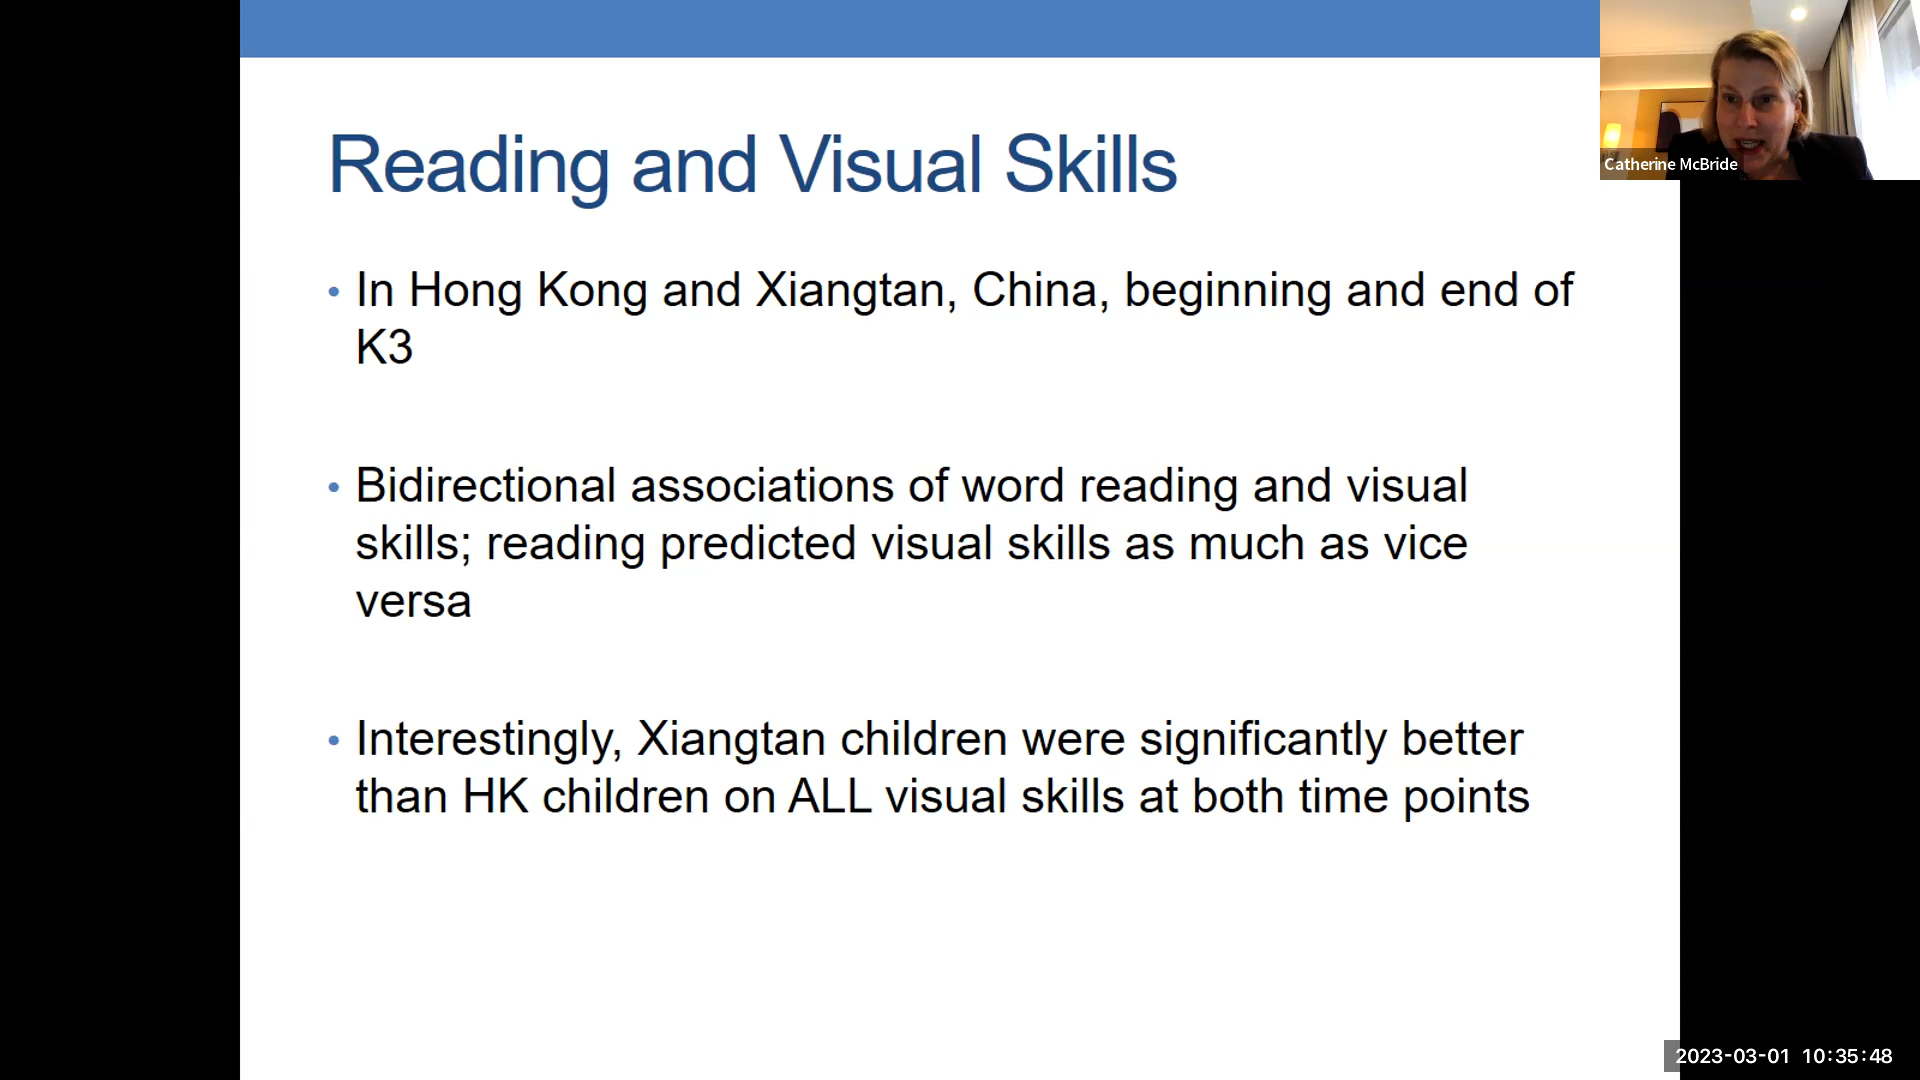 Reading and Visual Skills
• In Hong Kong and Xiangtan, China, beginning and end of
K3
• Bidirectional associations of word reading and visual
skills; reading predicted visual skills as much as vice
versa
• Interestingly, Xiangtan children were significantly better
than HK children on ALL visual skills at both time points
Catherine McBride
2023-03-01 10:35:48